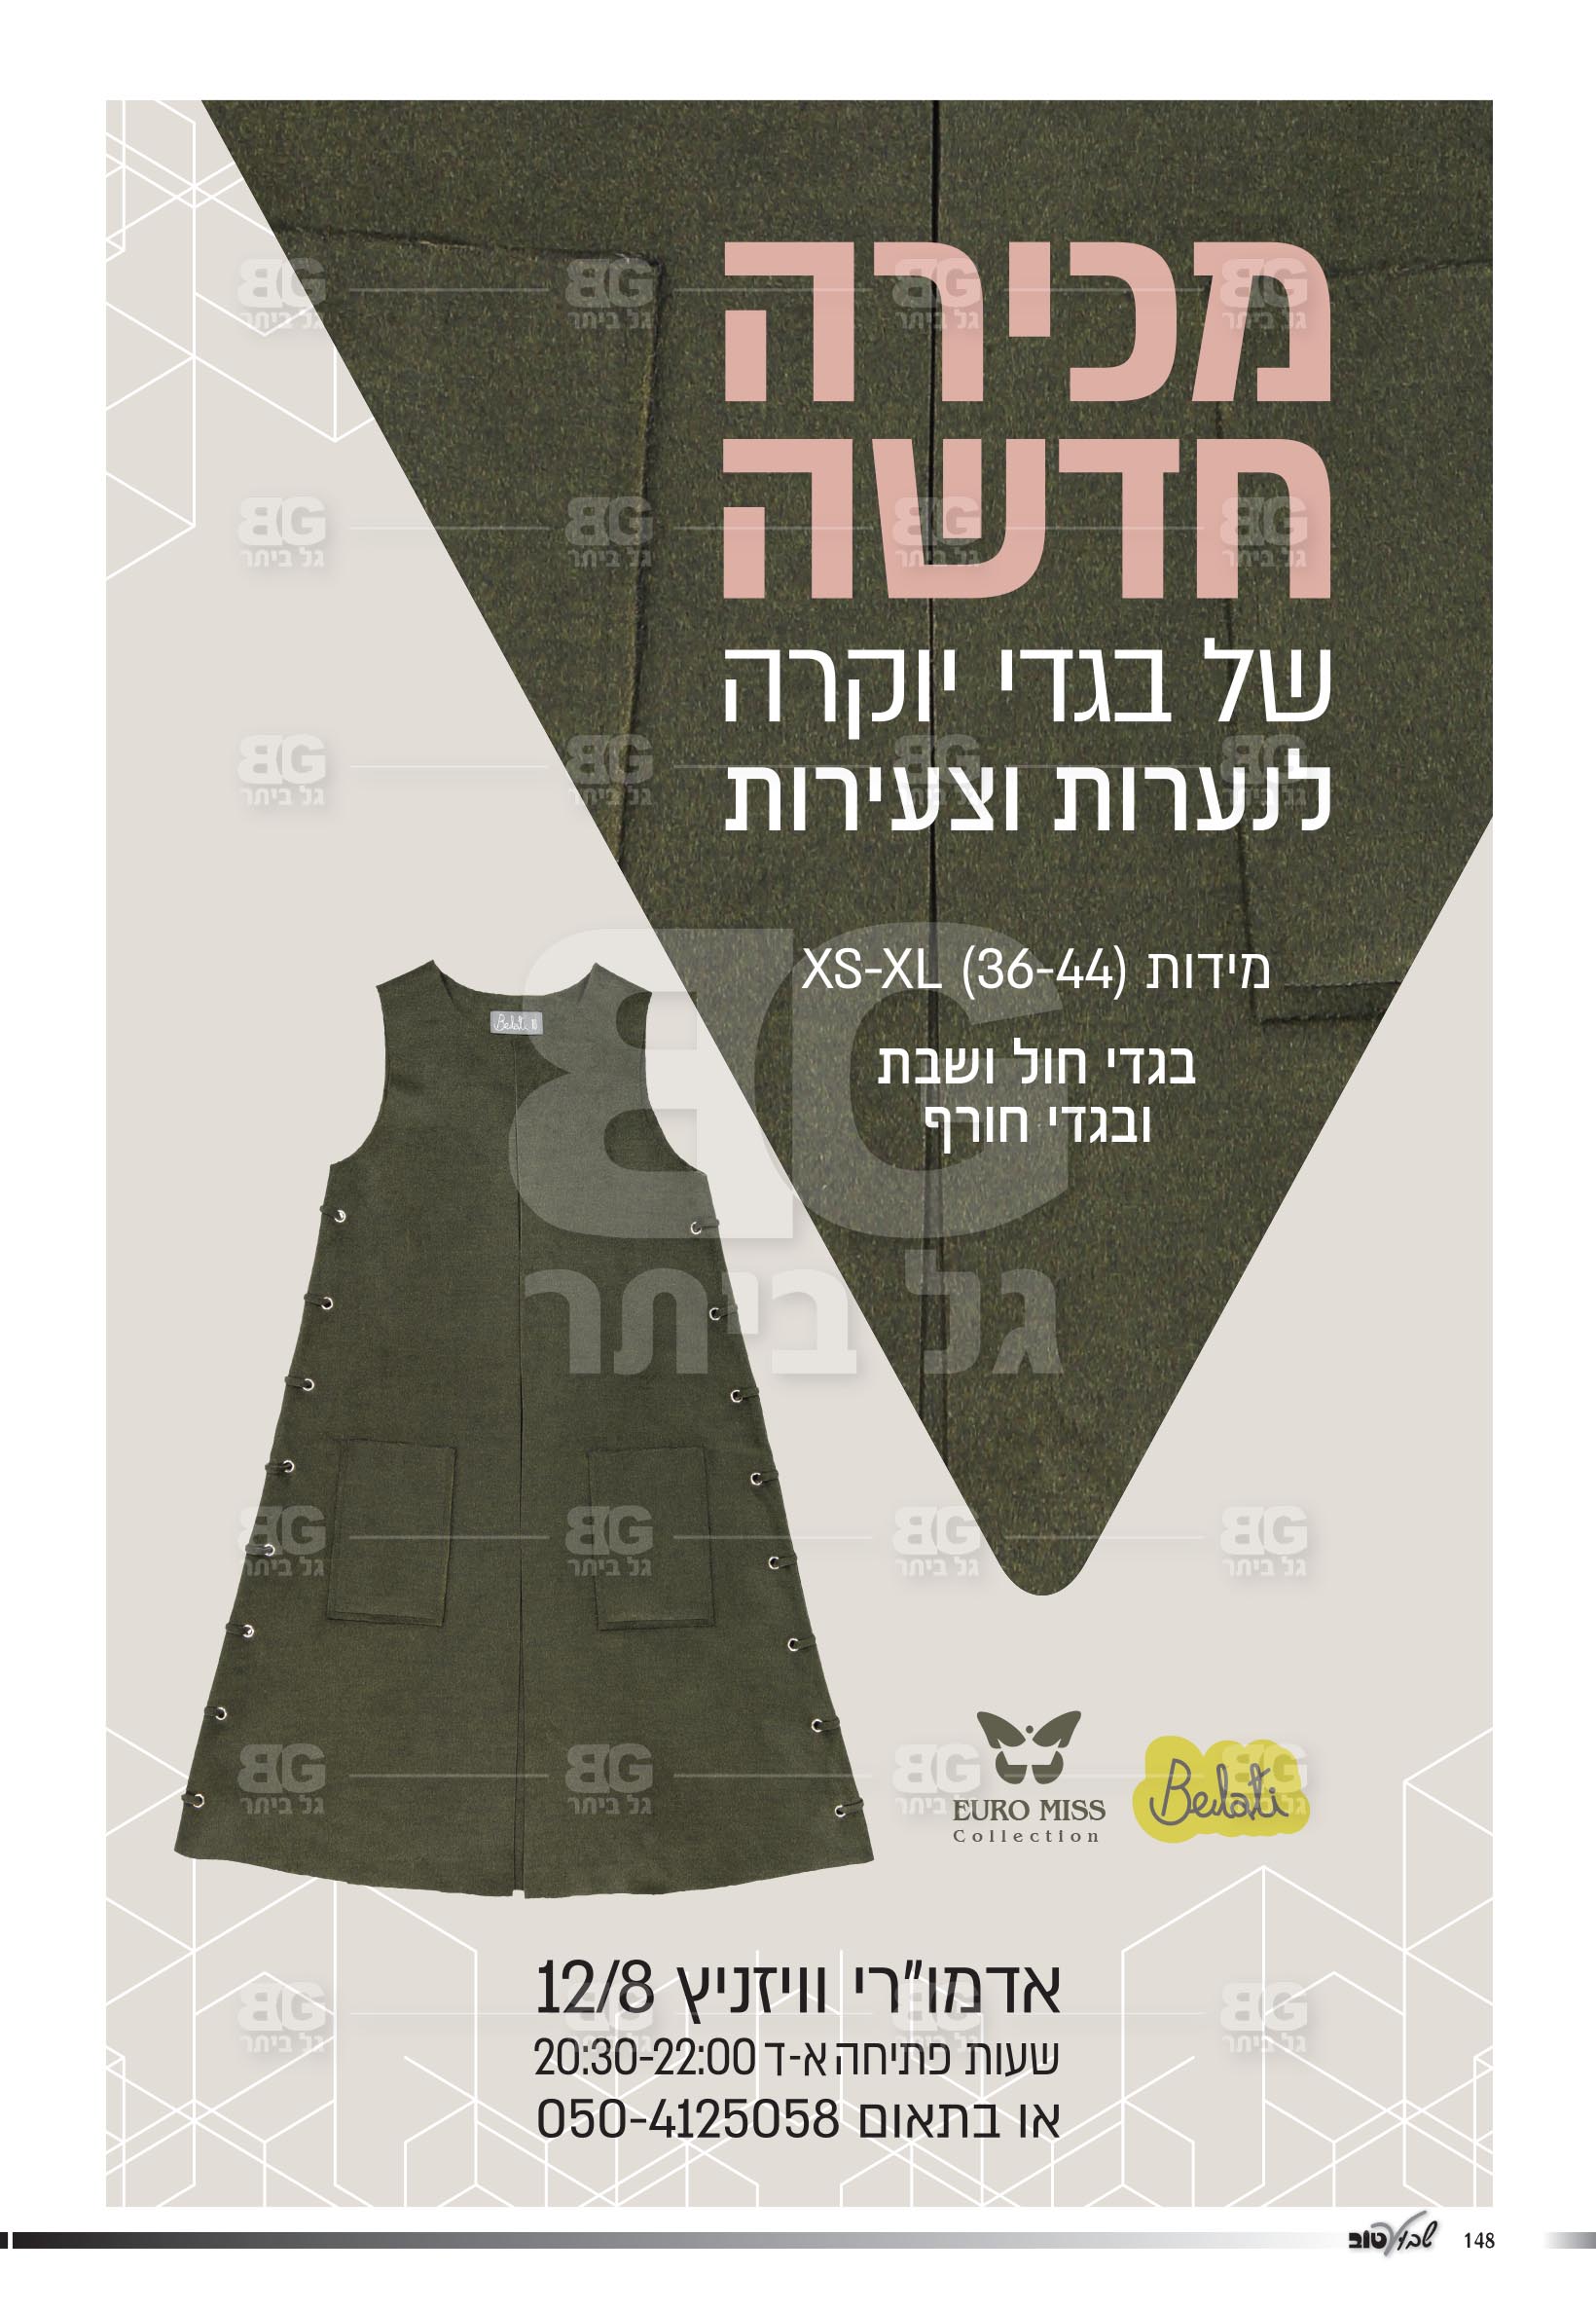 מכירה
חדשה
של בגדי יוקרה
לנערות וצעירות
מידות (36-44) XS-XL
בגדי חול ושבת
ובגדי חורף
Belati 10
BG
גל ביתר
EURO MISS
Collection
Belati
אדמו"רי וויזניץ 12/8
שעות פתיחה א-ד 20:30-22:00
או בתאום 050-4125058
148 שבוע טוב